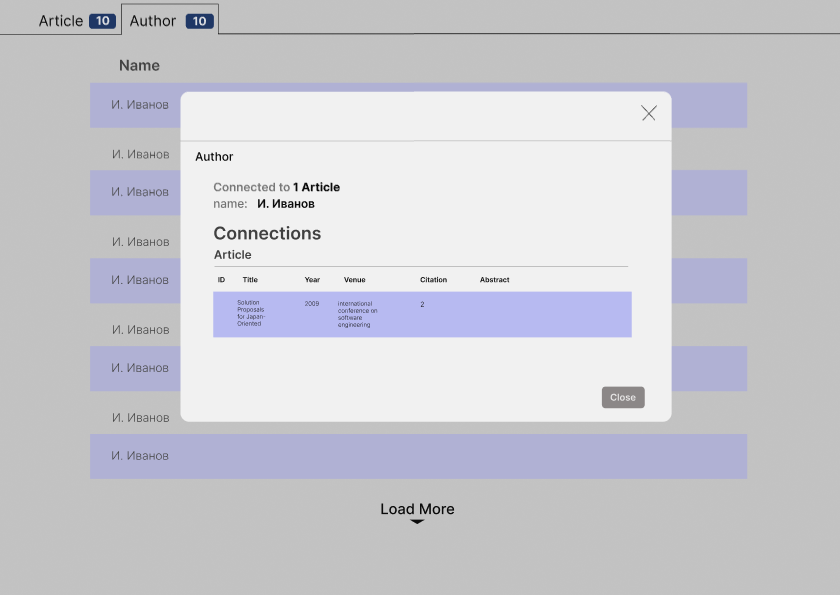 Article 10 Author 10
Name
И. Иванов
И. Иванов
И. Иванов
И. Иванов
И. Иванов
И. Иванов
И. Иванов
И. Иванов
И. Иванов
Author
Connected to 1 Article
name: И. Иванов
Connections
Article
ID Title Year Venue Citation Abstract
Solution
Proposals
for Japan-
Oriented
2009
international
conference on
software
engineering
2
Close
Load More